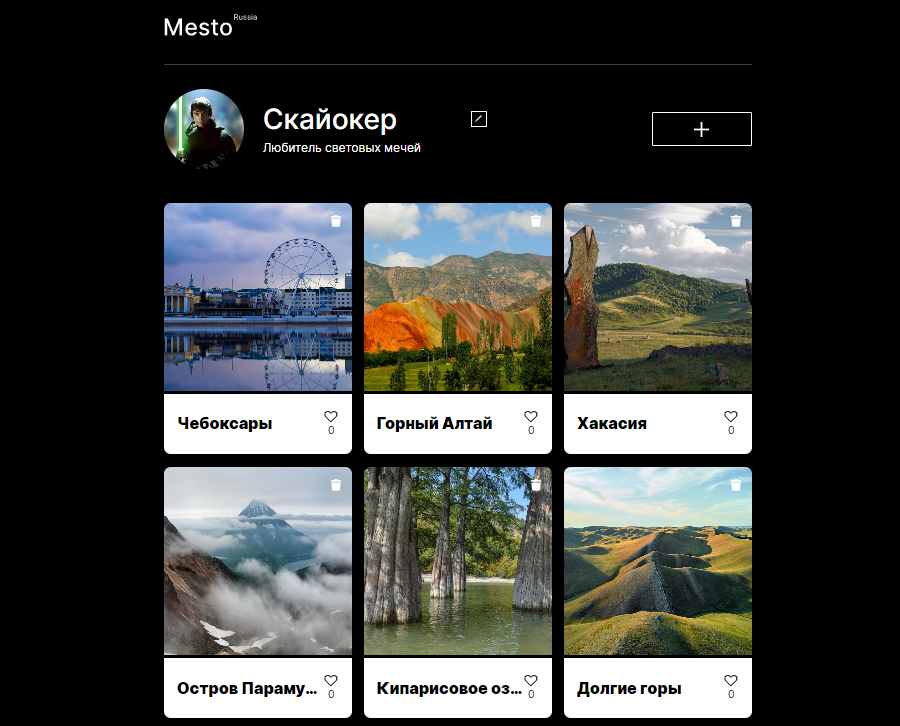 Mesto Russia
Скайокер
Любитель световых мечей
Чебоксары
0
Горный Алтай
0
Хакасия
0
Остров Параму...
0
Кипарисовое оз...
0
Долгие горы
0